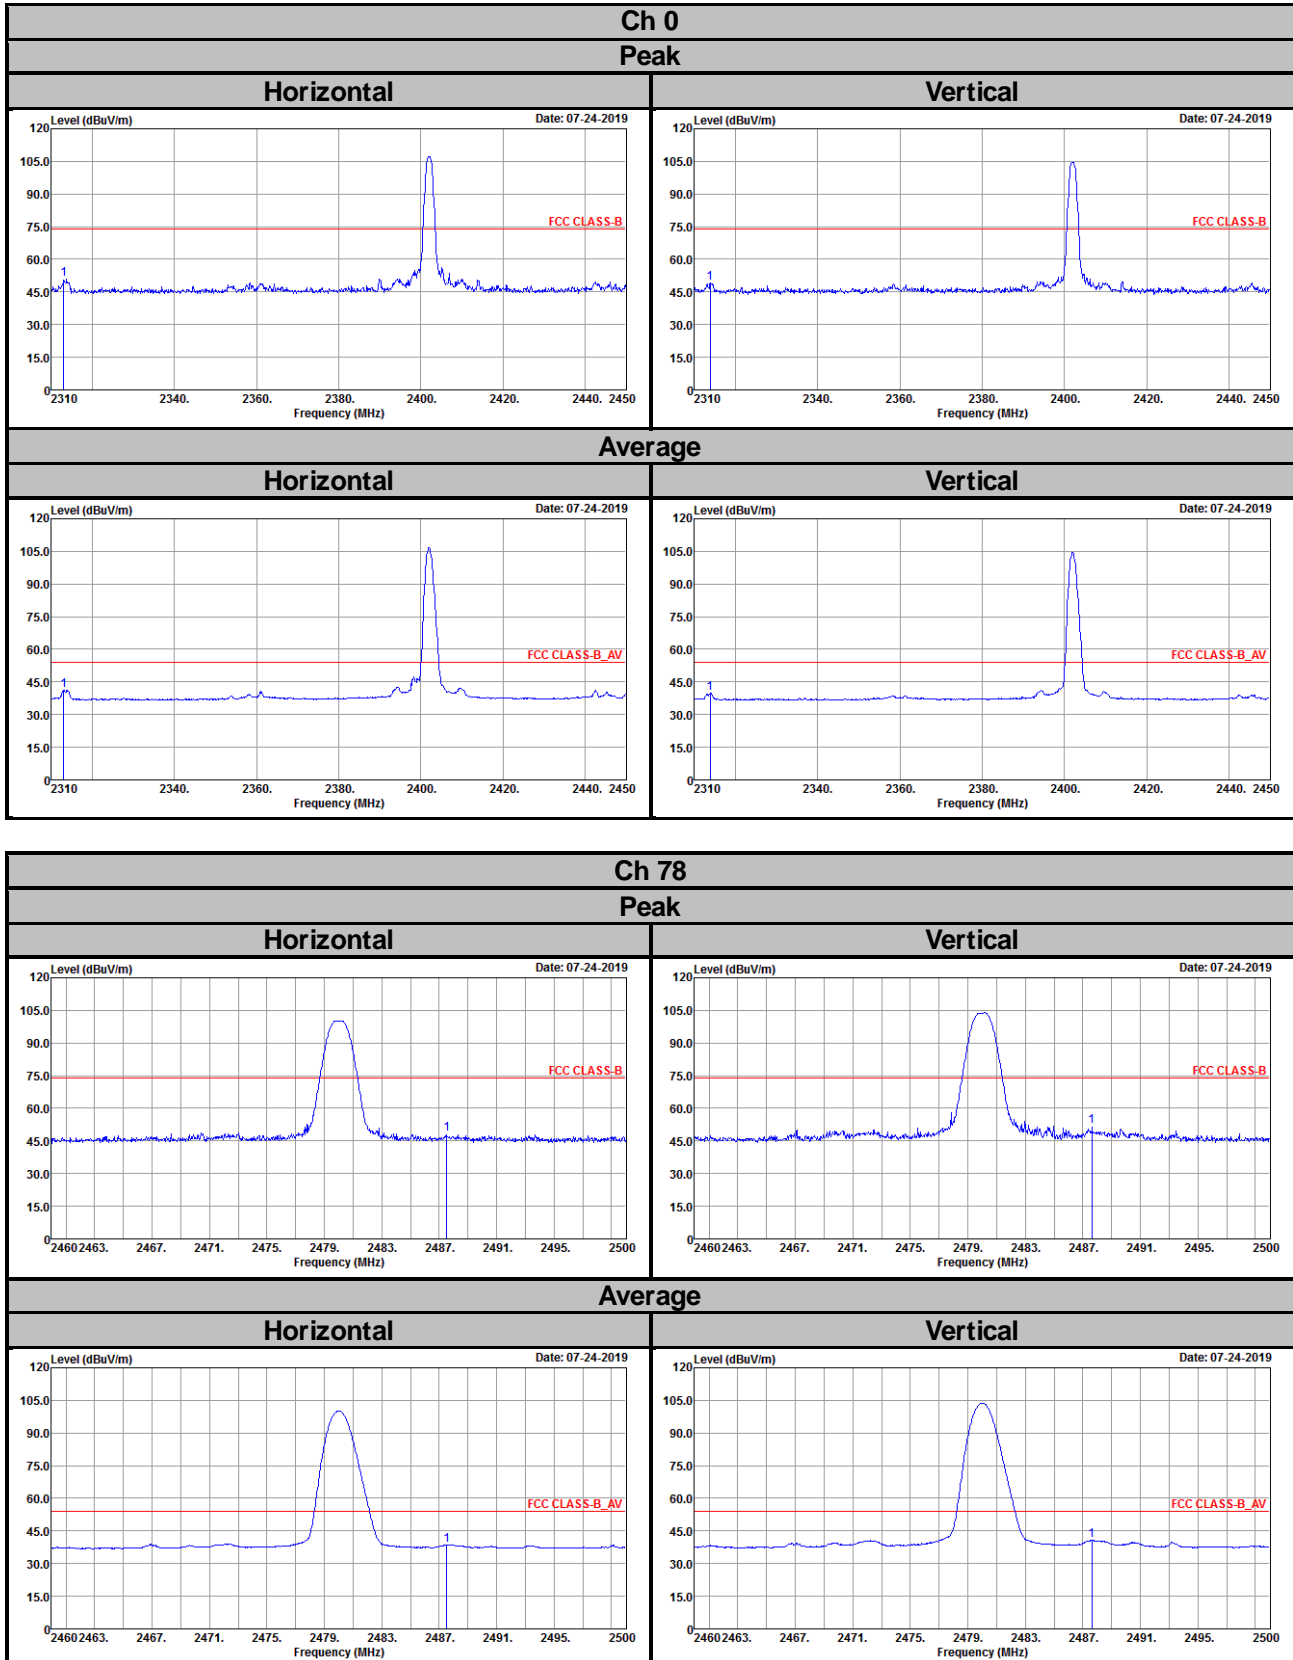 Ch 0
Peak
Horizontal Vertical
Level (dBuV/m) Date: 07-24-2019 Level (dBuV/m) Date: 07-24-2019
120 120
105.0 105.0
90.0 90.0
FCC CLASS-B FCC CLASS-B
75.0 75.0
60.0 60.0
1 1
45.0 45.0
30.0 30.0
15.0 15.0
0 0
2310 2340. 2360. 2380. 2400. 2420. 2440. 2450 2310 2340. 2360. 2380. 2400. 2420. 2440. 2450
Frequency (MHz) Frequency (MHz)
Average
Horizontal Vertical
Level (dBuV/m) Date: 07-24-2019 Level (dBuV/m) Date: 07-24-2019
120 120
105.0 105.0
90.0 90.0
75.0 75.0
60.0 60.0
FCC CLASS-B_AV FCC CLASS-B_AV
45.0 45.0
1 1
30.0 30.0
15.0 15.0
0 0
2310 2340. 2360. 2380. 2400. 2420. 2440. 2450 2310 2340. 2360. 2380. 2400. 2420. 2440. 2450
Frequency (MHz) Frequency (MHz)
Ch 78
Peak
Horizontal Vertical
Level (dBuV/m) Date: 07-24-2019 Level (dBuV/m) Date: 07-24-2019
120 120
105.0 105.0
90.0 90.0
FCC CLASS-B FCC CLASS-B
75.0 75.0
60.0 60.0
1 1
45.0 45.0
30.0 30.0
15.0 15.0
0 0
2460 2463. 2467. 2471. 2475. 2479. 2483. 2487. 2491. 2495. 2500 2460 2463. 2467. 2471. 2475. 2479. 2483. 2487. 2491. 2495. 2500
Frequency (MHz) Frequency (MHz)
Average
Horizontal Vertical
Level (dBuV/m) Date: 07-24-2019 Level (dBuV/m) Date: 07-24-2019
120 120
105.0 105.0
90.0 90.0
75.0 75.0
60.0 60.0
FCC CLASS-B_AV FCC CLASS-B_AV
45.0 45.0
1 1
30.0 30.0
15.0 15.0
0 0
2460 2463. 2467. 2471. 2475. 2479. 2483. 2487. 2491. 2495. 2500 2460 2463. 2467. 2471. 2475. 2479. 2483. 2487. 2491. 2495. 2500
Frequency (MHz) Frequency (MHz)